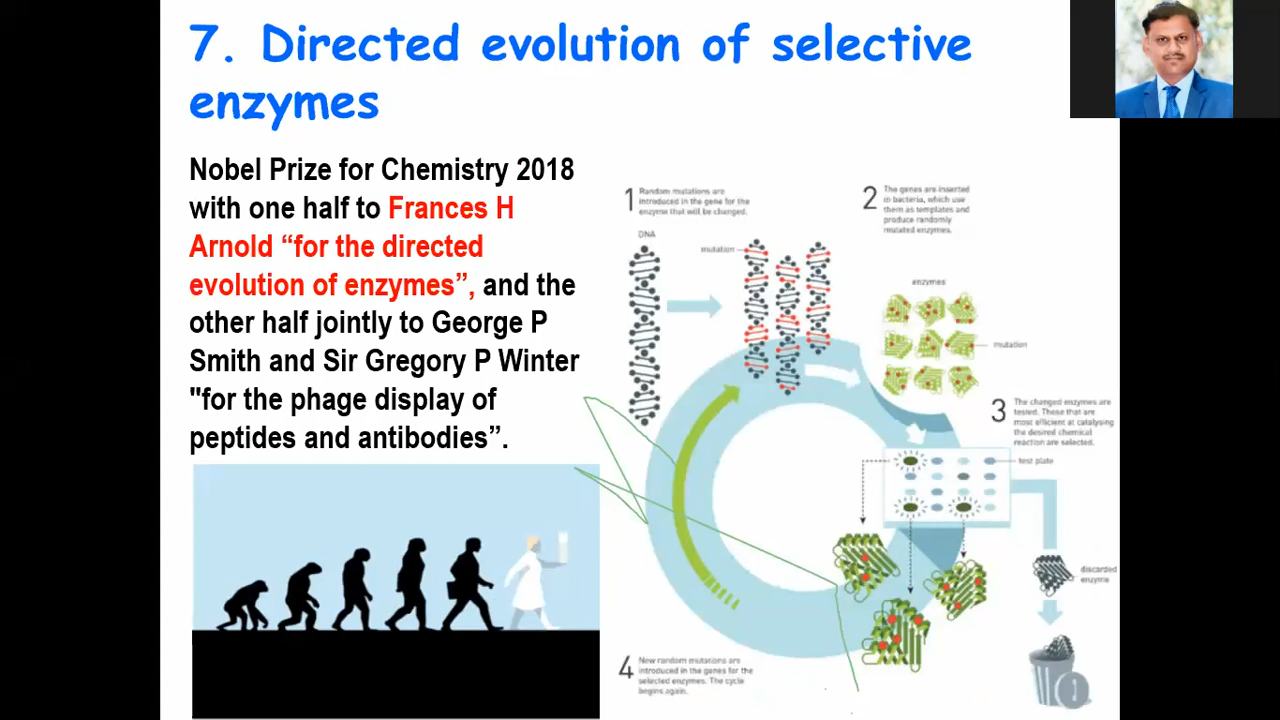 7. Directed evolution of selective
enzymes
Nobel Prize for Chemistry 2018
with one half to Frances H
Arnold “for the directed
evolution of enzymes”, and the
other half jointly to George P
Smith and Sir Gregory P Winter
"for the phage display of
peptides and antibodies”.
1
Random mutations are
introduced in the gene for the
enzyme that will be changed.
DNA
mutation
2
The genes are inserted
in bacteria, which use
them as templates and
produce randomly
mutated enzymes.
enzymes
mutation
3
The changed enzymes are
tested. Those that are
most efficient at catalysing
the desired chemical
reaction are selected.
test plate
discarded
enzyme
4
New random mutations are
introduced in the genes for the
selected enzymes. The cycle
begins again.